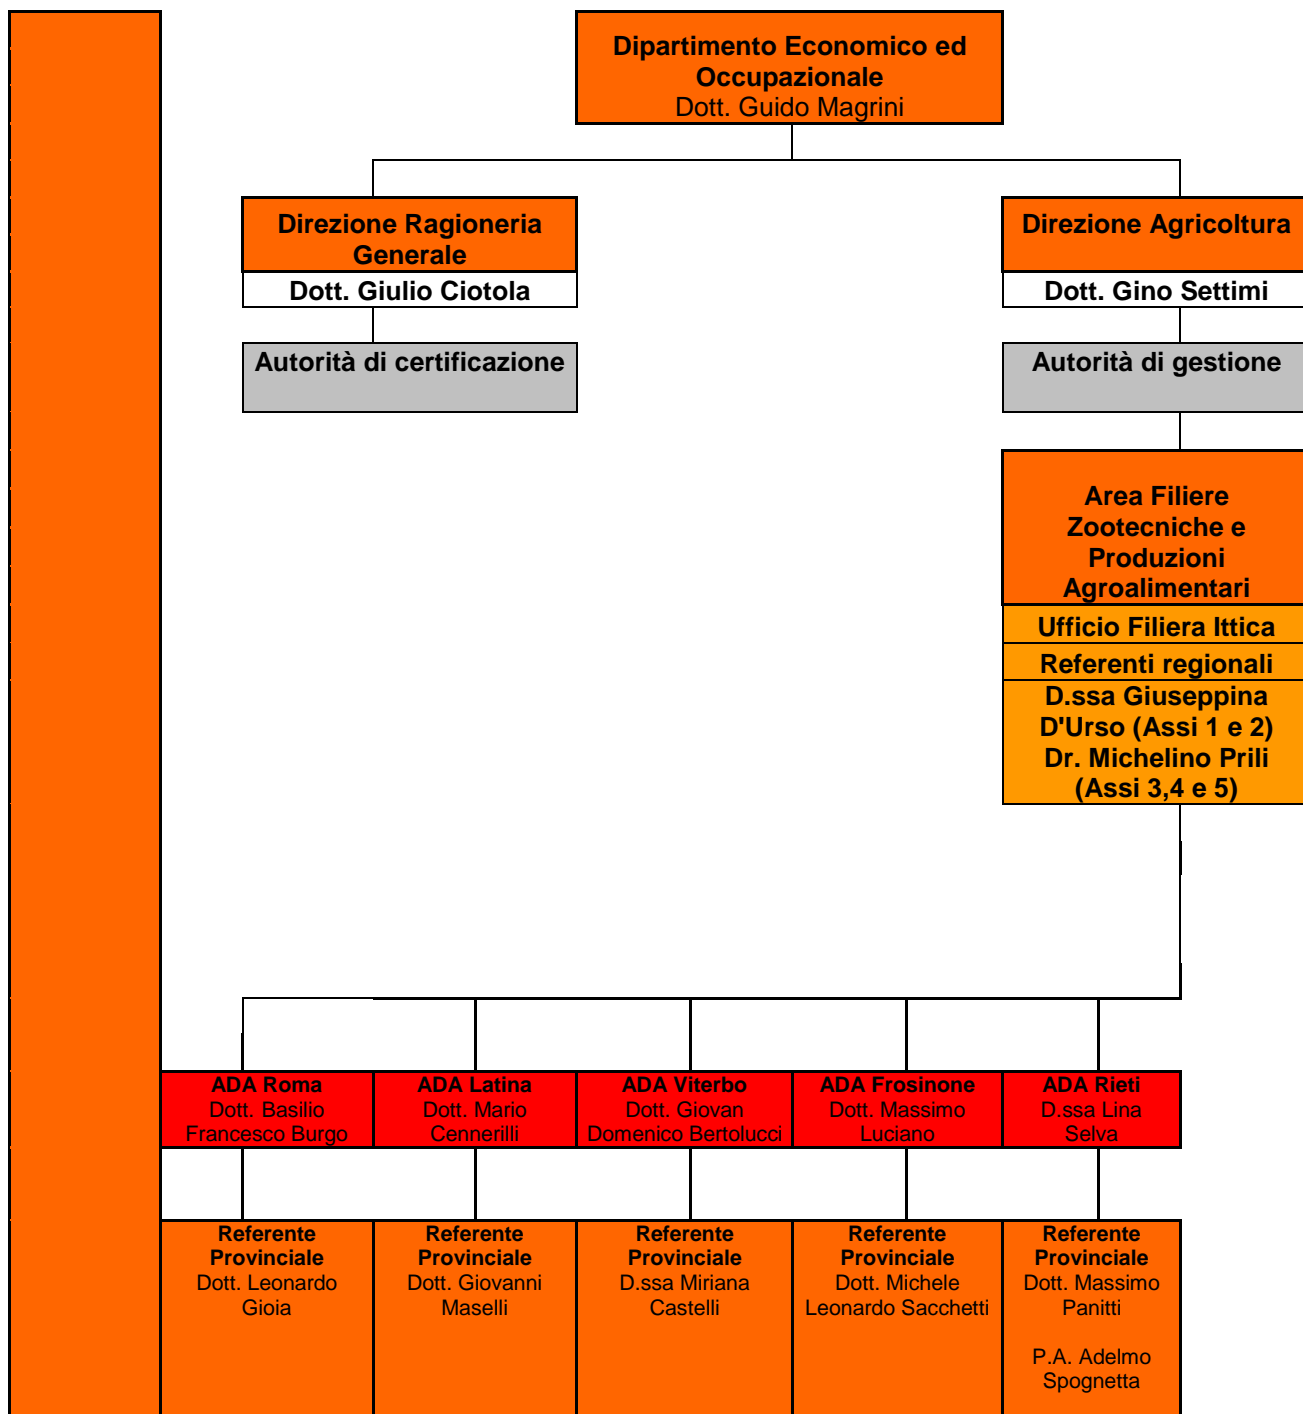 Dipartimento Economico ed
Occupazionale
Dott. Guido Magrini
Direzione Ragioneria
Generale
Dott. Giulio Ciotola
Autorità di certificazione
Direzione Agricoltura
Dott. Gino Settimi
Autorità di gestione
Area Filiere
Zootecniche e
Produzioni
Agroalimentari
Ufficio Filiera Ittica
Referenti regionali
D.ssa Giuseppina
D'Urso (Assi 1 e 2)
Dr. Michelino Prili
(Assi 3,4 e 5)
ADA Roma
Dott. Basilio
Francesco Burgo
ADA Latina
Dott. Mario
Cennerilli
ADA Viterbo
Dott. Giovan
Domenico Bertolucci
ADA Frosinone
Dott. Massimo
Luciano
ADA Rieti
D.ssa Lina
Selva
Referente
Provinciale
Dott. Leonardo
Gioia
Referente
Provinciale
Dott. Giovanni
Maselli
Referente
Provinciale
D.ssa Miriana
Castelli
Referente
Provinciale
Dott. Michele
Leonardo Sacchetti
Referente
Provinciale
Dott. Massimo
Panitti
P.A. Adelmo
Spognetta